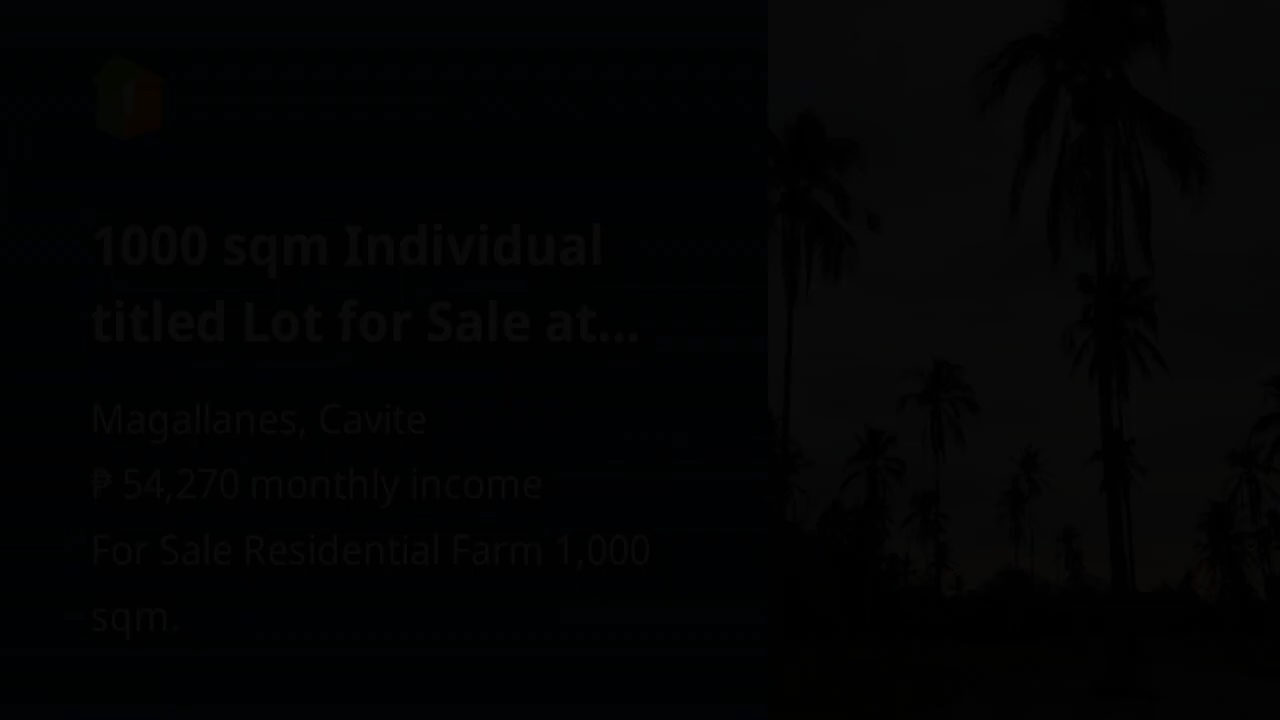 1000 sqm Individual
titled Lot for Sale at...
Magallanes, Cavite
₱ 54,270 monthly income
For Sale Residential Farm 1,000
sqm.